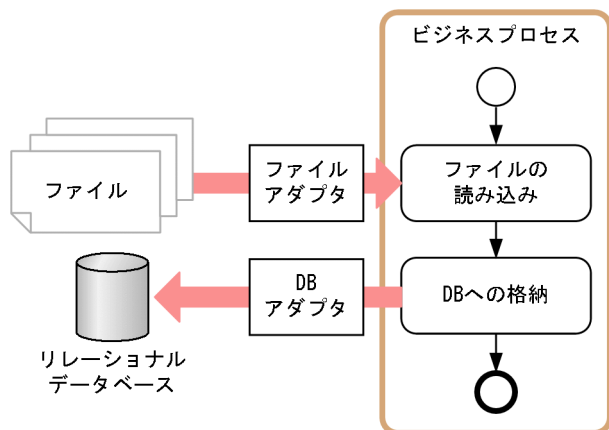 ビジネスプロセス
ファイル
ファイル
アダプタ
ファイルの
読み込み
DB
アダプタ
DBへの格納
リレーショナル
データベース